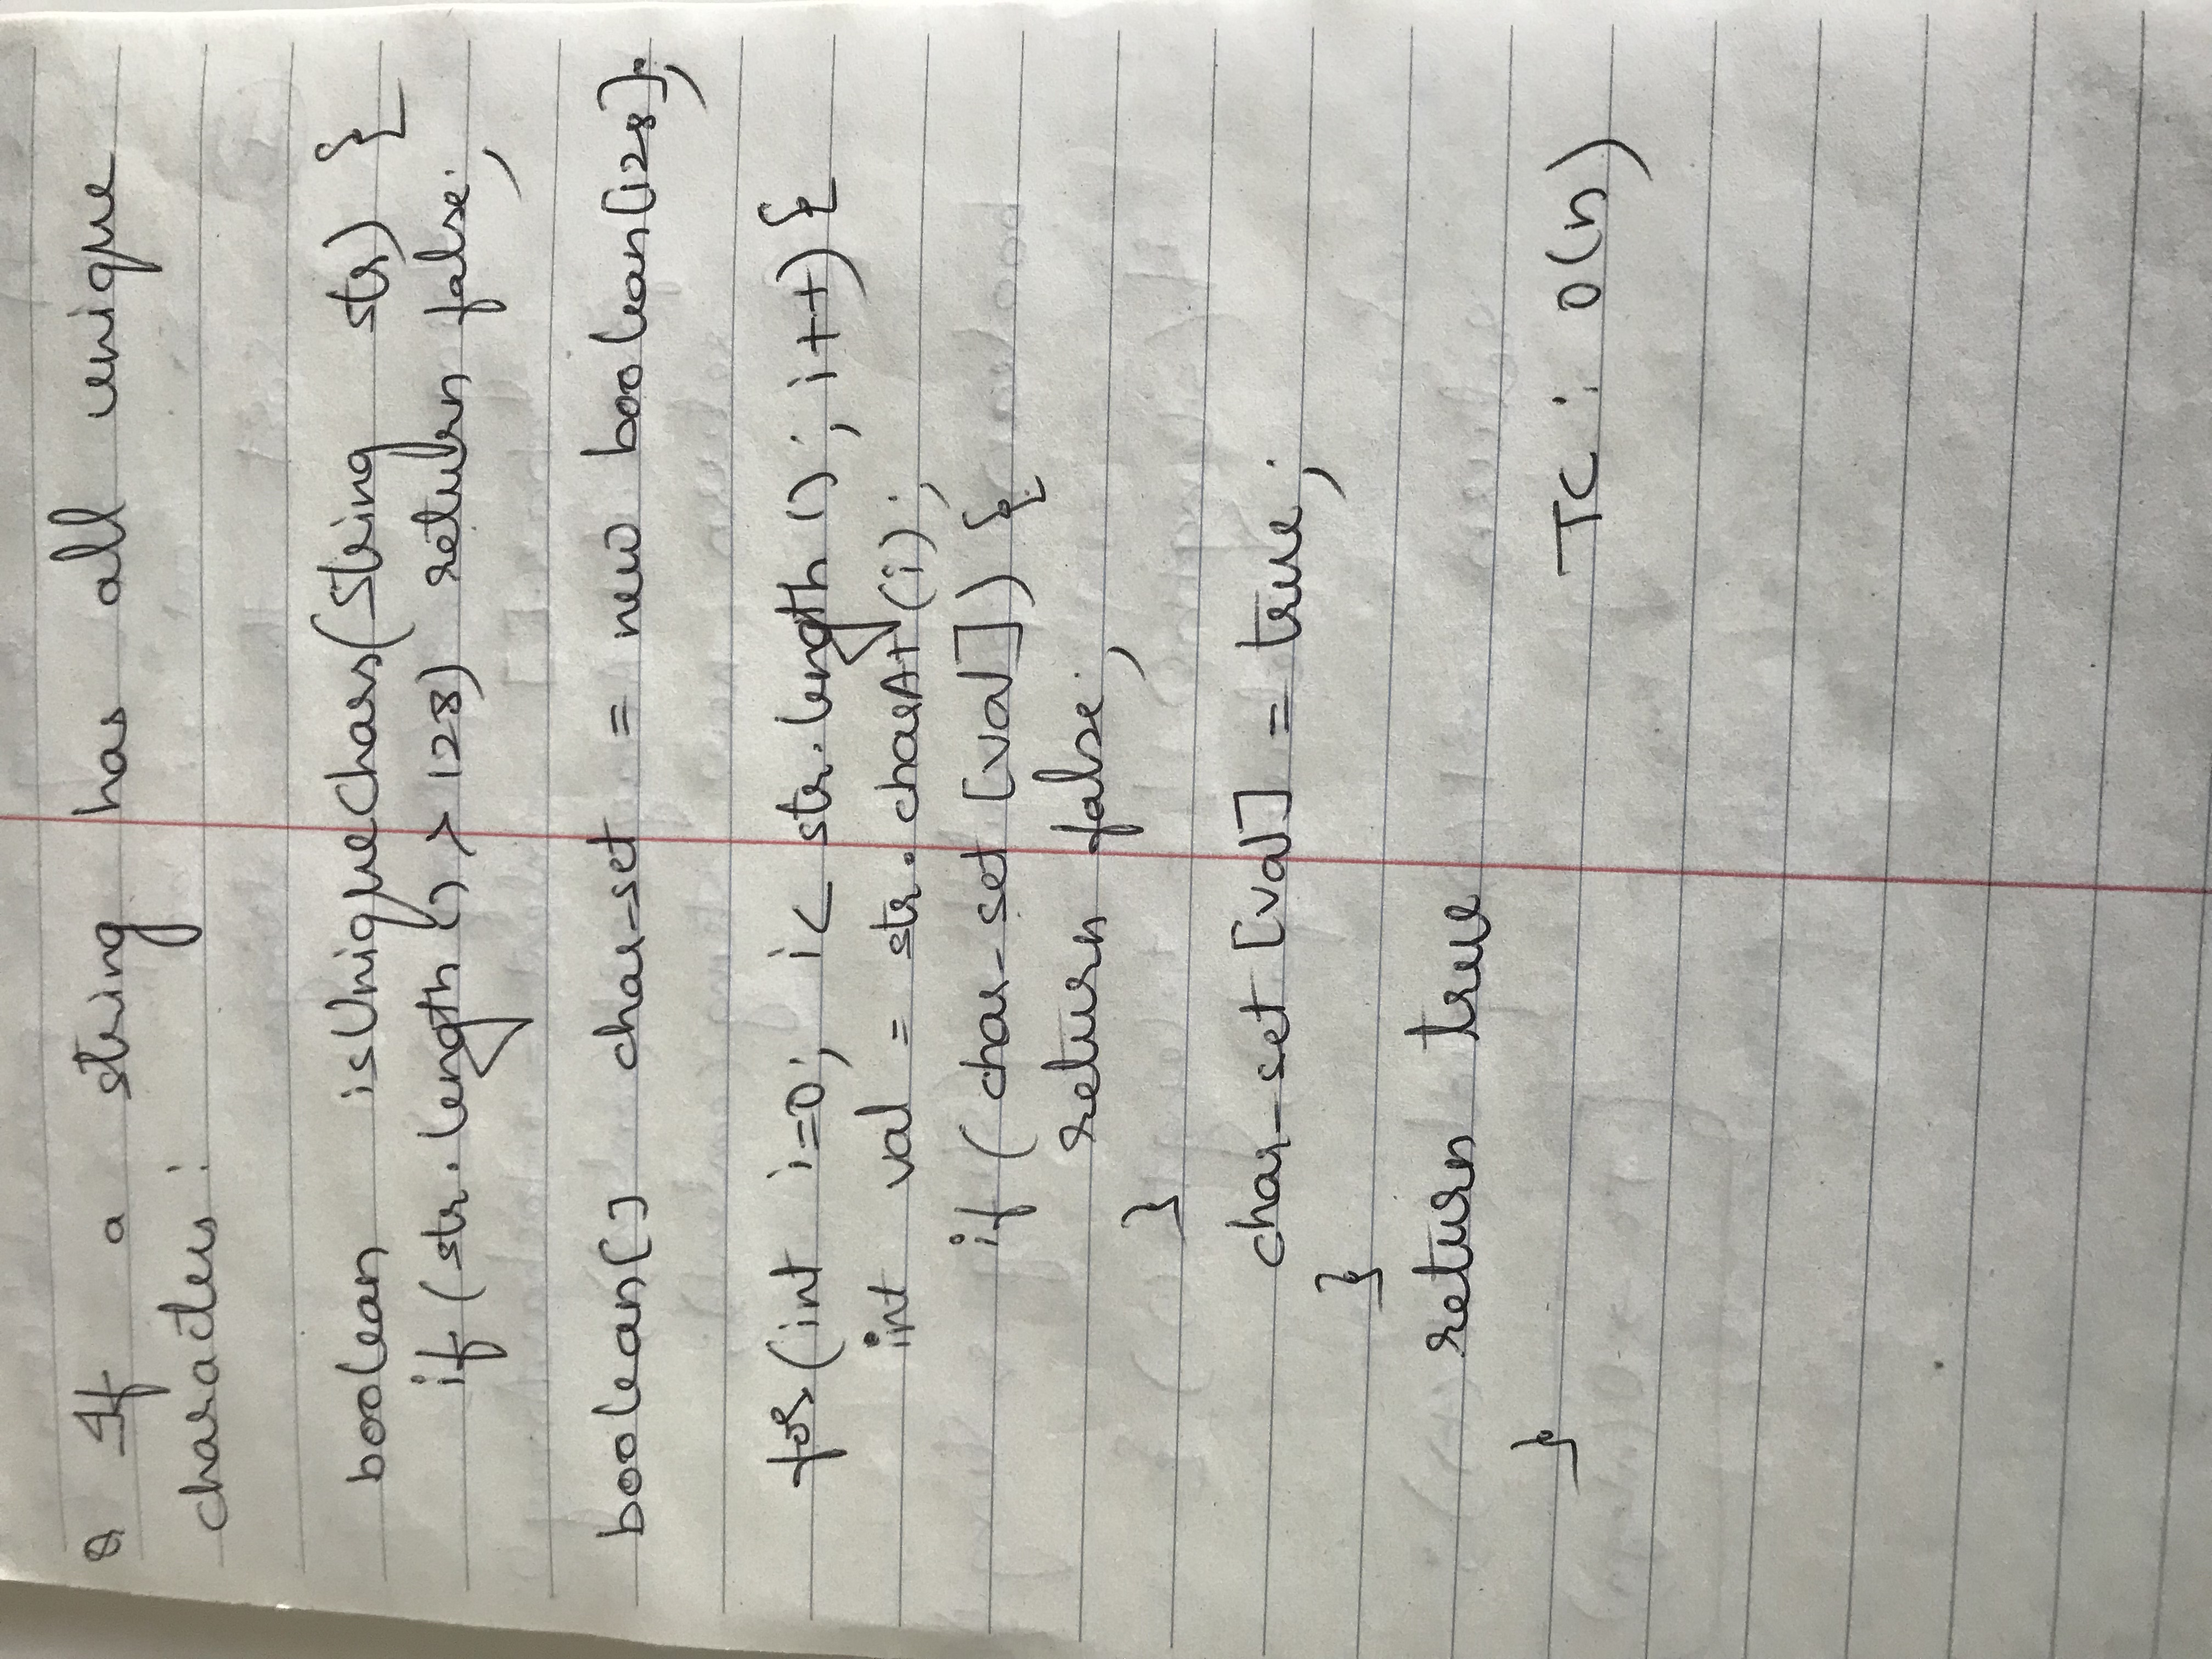 Q If a string has all unique
characters:
boolean isUniqueChars(String str) {
if (str.length () > 128) return false;
boolean[] char-set = new boolean[128];
for (int i=0; i< str.length (); i++) {
int val = str.charAt (i);
if ( char-set [val]) {
return false;
}
char-set [val] = true;
}
return true
}
TC : O(n)